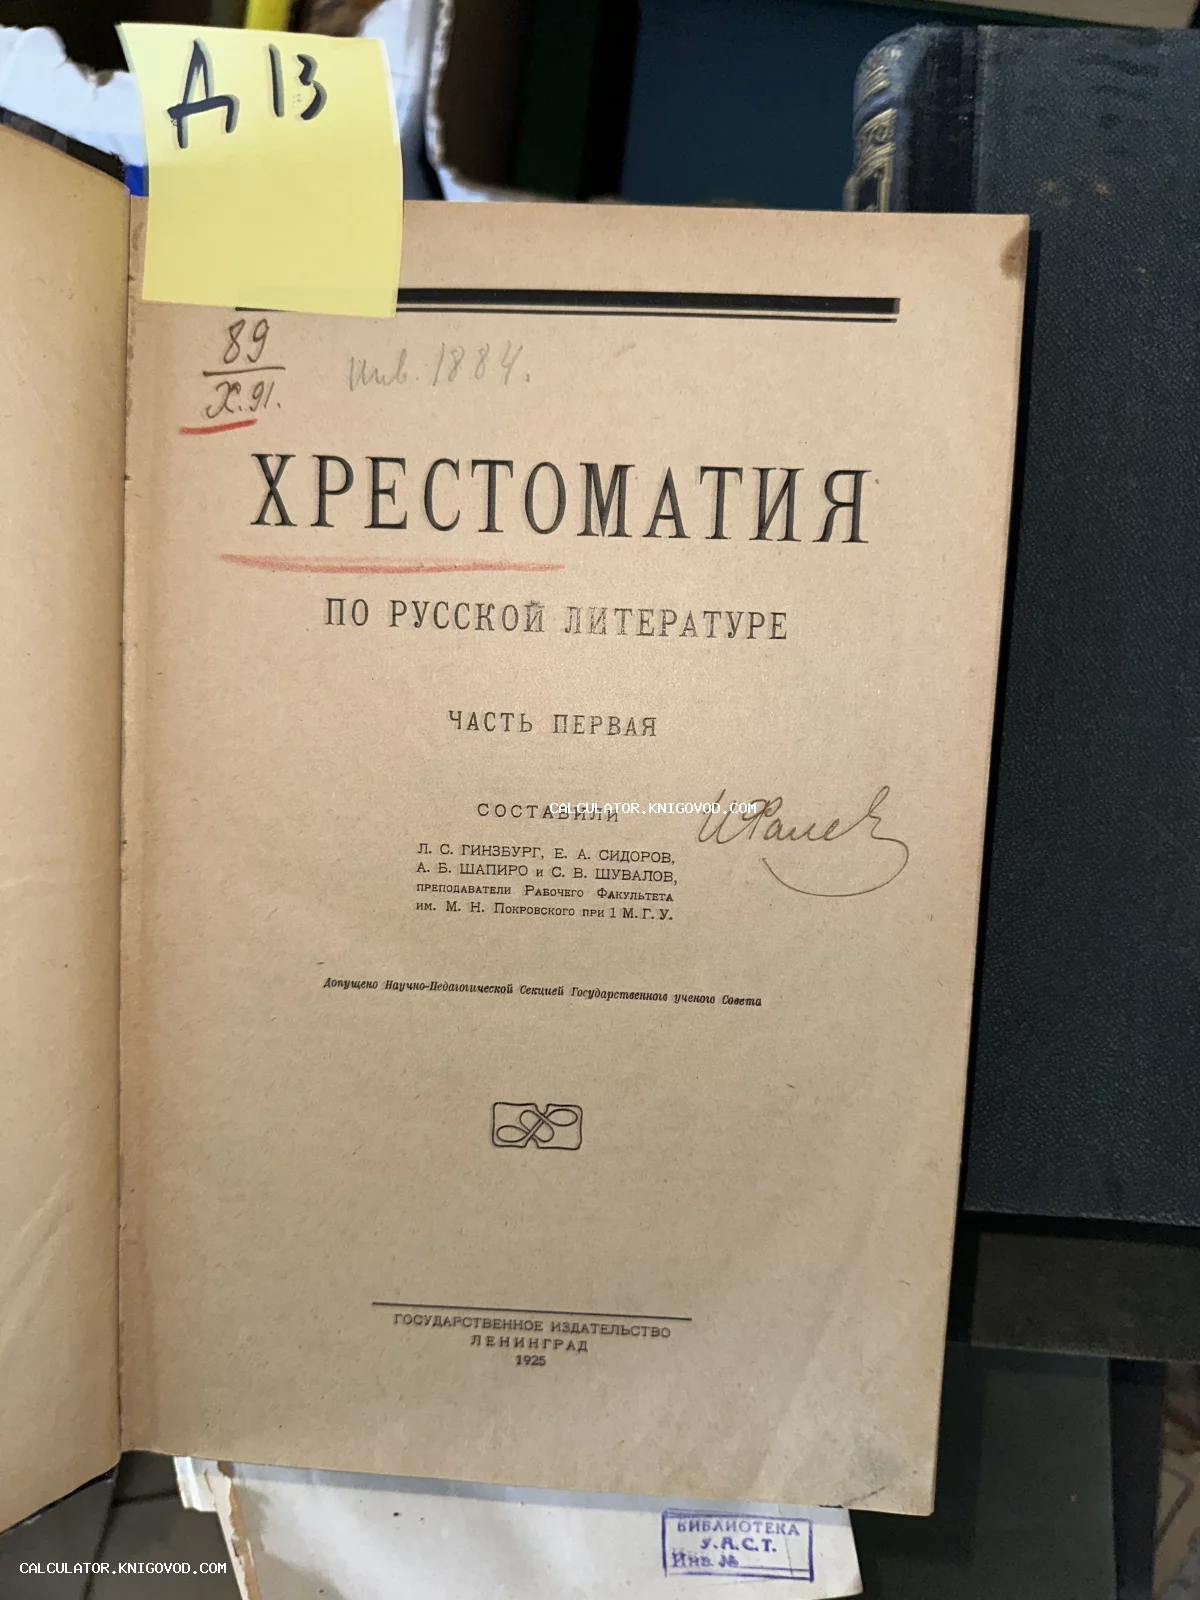 Д 13
89
Х.91.
инв. 1884.
ХРЕСТОМАТИЯ
ПО РУССКОЙ ЛИТЕРАТУРЕ
ЧАСТЬ ПЕРВАЯ
СОСТАВИЛИ
CALCULATOR.KNIGOVOD.COM
Л. С. ГИНЗБУРГ, Е. А. СИДОРОВ,
А. Б. ШАПИРО и С. В. ШУВАЛОВ,
ПРЕПОДАВАТЕЛИ РАБОЧЕГО ФАКУЛЬТЕТА
ИМ. М. Н. ПОКРОВСКОГО ПРИ 1 М. Г. У.
Допущено Научно-Педагогической Секцией Государственного ученого Совета
ГОСУДАРСТВЕННОЕ ИЗДАТЕЛЬСТВО
ЛЕНИНГРАД
1925
БИБЛИОТЕКА
У.А.С.Т.
Инв. №
CALCULATOR.KNIGOVOD.COM